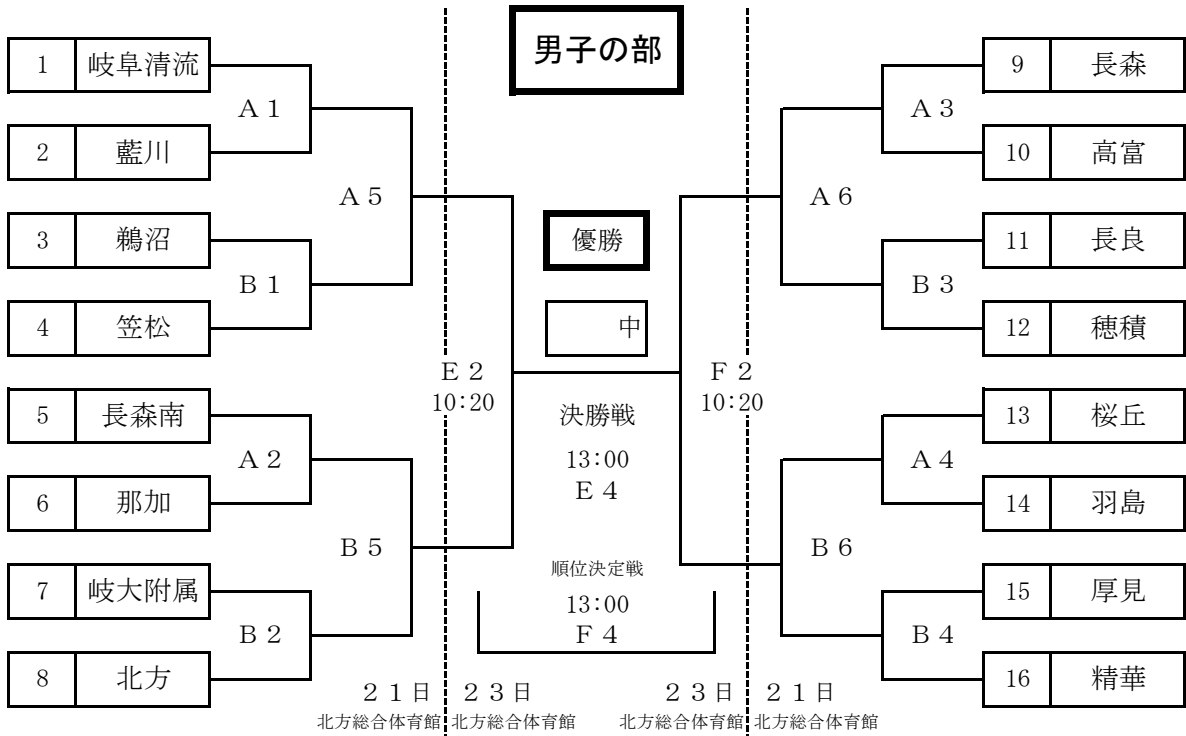 男子の部
1 岐阜清流
A1
2 藍川
A5
3 鵜沼
B1
4 笠松
5 長森南
A2
6 那加
B5
7 岐大附属
B2
8 北方
E2
10:20
優勝
中
決勝戦
13:00
E4
順位決定戦
13:00
F4
F2
10:20
9 長森
A3
10 高富
A6
11 長良
B3
12 穂積
13 桜丘
A4
14 羽島
B6
15 厚見
B4
16 精華
21日 23日 23日 21日
北方総合体育館 北方総合体育館 北方総合体育館 北方総合体育館